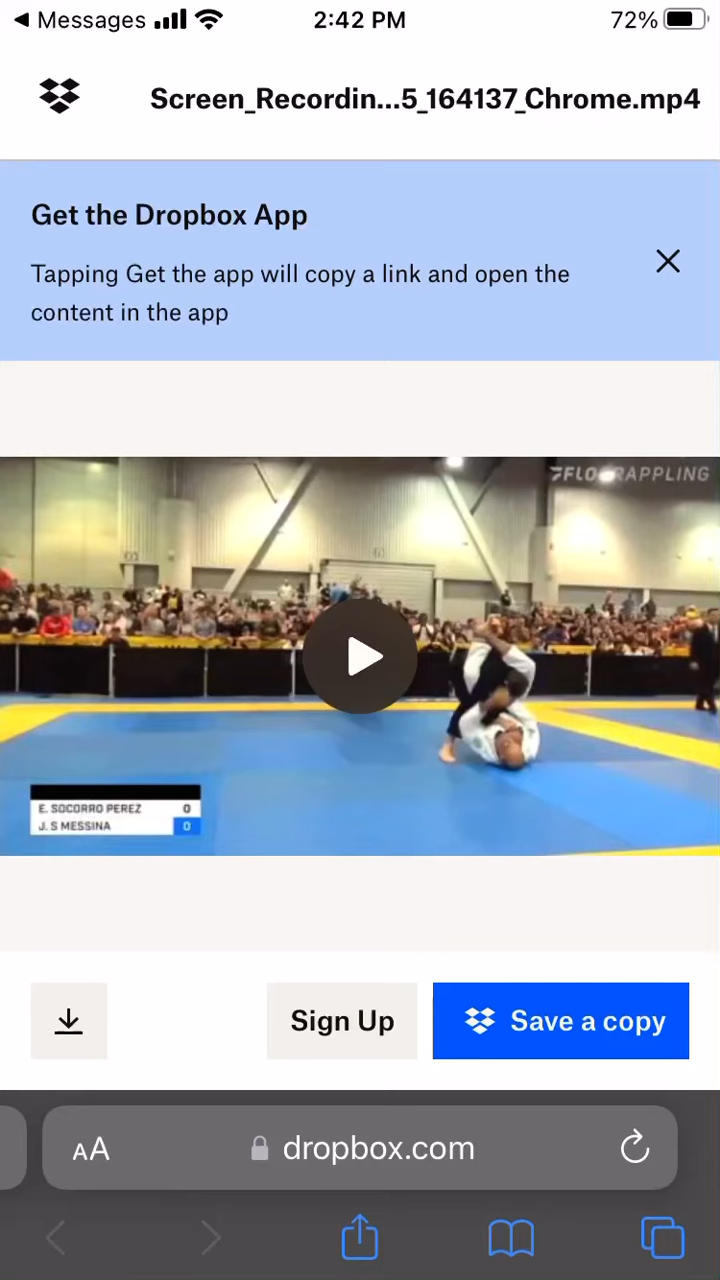 Messages
2:42 PM
72%
Screen_Recordin...5_164137_Chrome.mp4
Get the Dropbox App
Tapping Get the app will copy a link and open the
content in the app
FLOGRAPPLING
E. SOCORRO PEREZ 0
J. S MESSINA 0
Sign Up
Save a copy
AA
dropbox.com